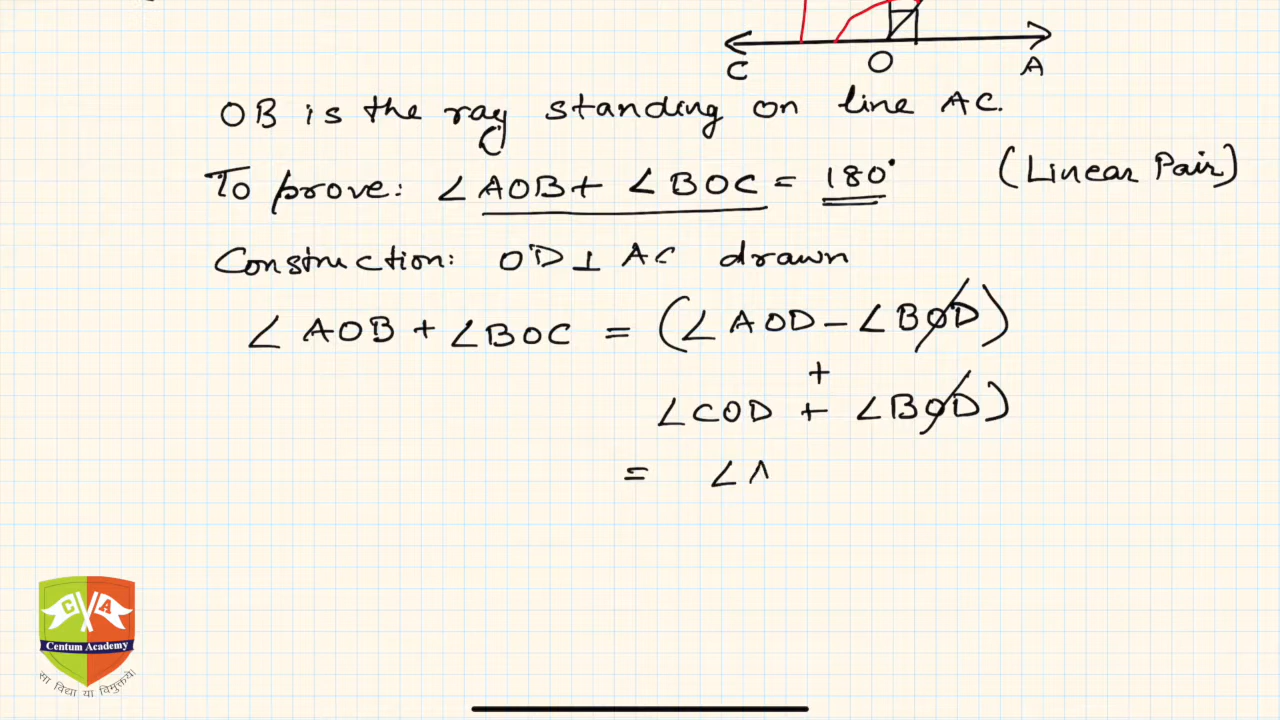 C O A
OB is the ray standing on line AC.
To prove: ∠AOB + ∠BOC = 180° (Linear Pair)
Construction: OD ⊥ AC drawn
∠AOB + ∠BOC = (∠AOD - ∠BOD)
+
∠COD + ∠BOD)
= ∠A
C A
Centum Academy
सा विद्या या विमुक्तये।